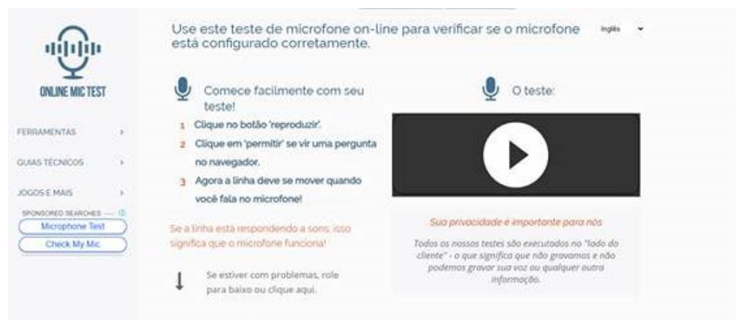 ONLINE MIC TEST
FERRAMENTAS
GUIAS TÉCNICOS
JOGOS E MAIS
SPONSORED SEARCHES
Microphone Test
Check My Mic
Use este teste de microfone on-line para verificar se o microfone
está configurado corretamente.
Inglês
Comece facilmente com seu
teste!
1 Clique no botão 'reproduzir'.
2 Clique em 'permitir' se vir uma pergunta
no navegador.
3 Agora a linha deve se mover quando
você fala no microfone!
Se a linha está respondendo a sons, isso
significa que o microfone funciona!
Se estiver com problemas, role
para baixo ou clique aqui.
O teste:
Sua privacidade é importante para nós
Todos os nossos testes são executados no "lado do
cliente" - o que significa que não gravamos e não
podemos gravar sua voz ou qualquer outra
informação.